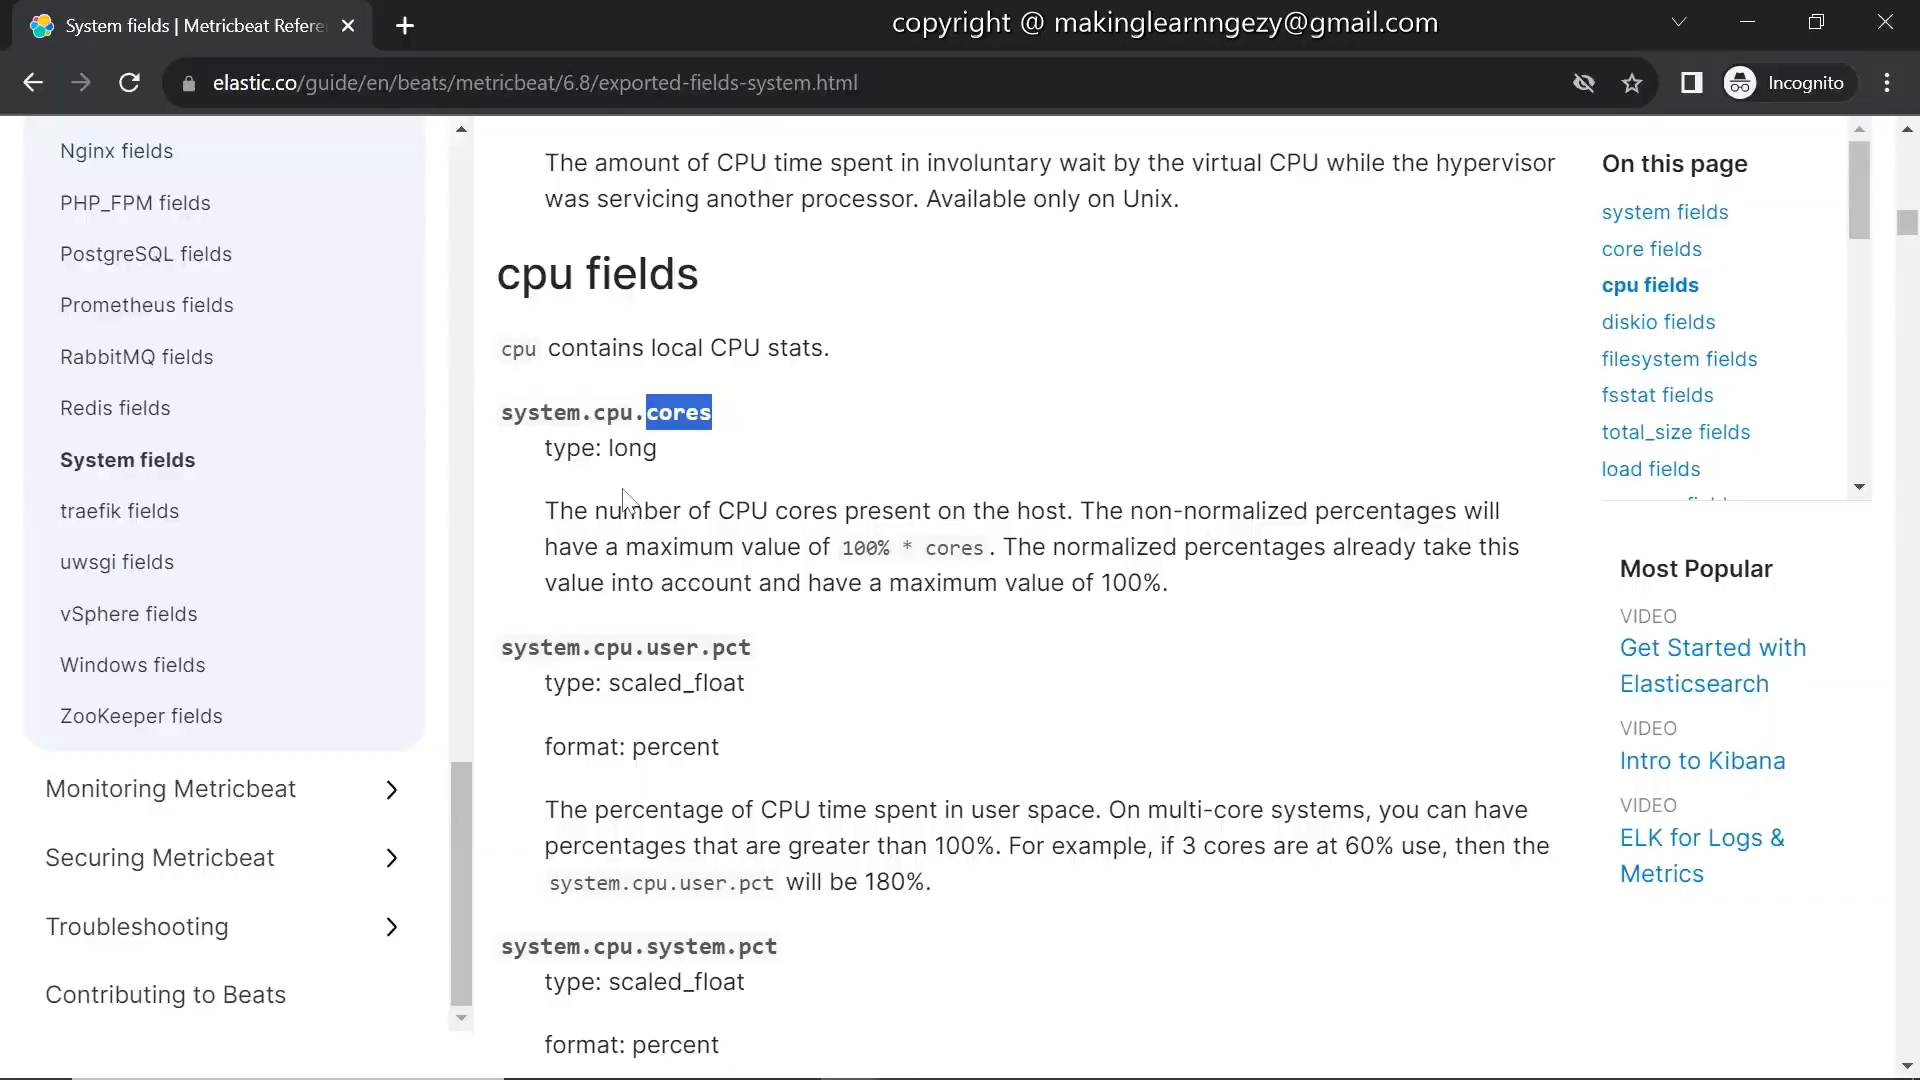 System fields | Metricbeat Refere
copyright @ makinglearnngezy@gmail.com
elastic.co/guide/en/beats/metricbeat/6.8/exported-fields-system.html
Incognito
Nginx fields
PHP_FPM fields
PostgreSQL fields
Prometheus fields
RabbitMQ fields
Redis fields
System fields
traefik fields
uwsgi fields
vSphere fields
Windows fields
ZooKeeper fields
Monitoring Metricbeat
Securing Metricbeat
Troubleshooting
Contributing to Beats
The amount of CPU time spent in involuntary wait by the virtual CPU while the hypervisor
was servicing another processor. Available only on Unix.
cpu fields
cpu contains local CPU stats.
system.cpu.cores
type: long
The number of CPU cores present on the host. The non-normalized percentages will
have a maximum value of 100% * cores. The normalized percentages already take this
value into account and have a maximum value of 100%.
system.cpu.user.pct
type: scaled_float
format: percent
The percentage of CPU time spent in user space. On multi-core systems, you can have
percentages that are greater than 100%. For example, if 3 cores are at 60% use, then the
system.cpu.user.pct will be 180%.
system.cpu.system.pct
type: scaled_float
format: percent
On this page
system fields
core fields
cpu fields
diskio fields
filesystem fields
fsstat fields
total_size fields
load fields
Most Popular
VIDEO
Get Started with
Elasticsearch
VIDEO
Intro to Kibana
VIDEO
ELK for Logs &
Metrics